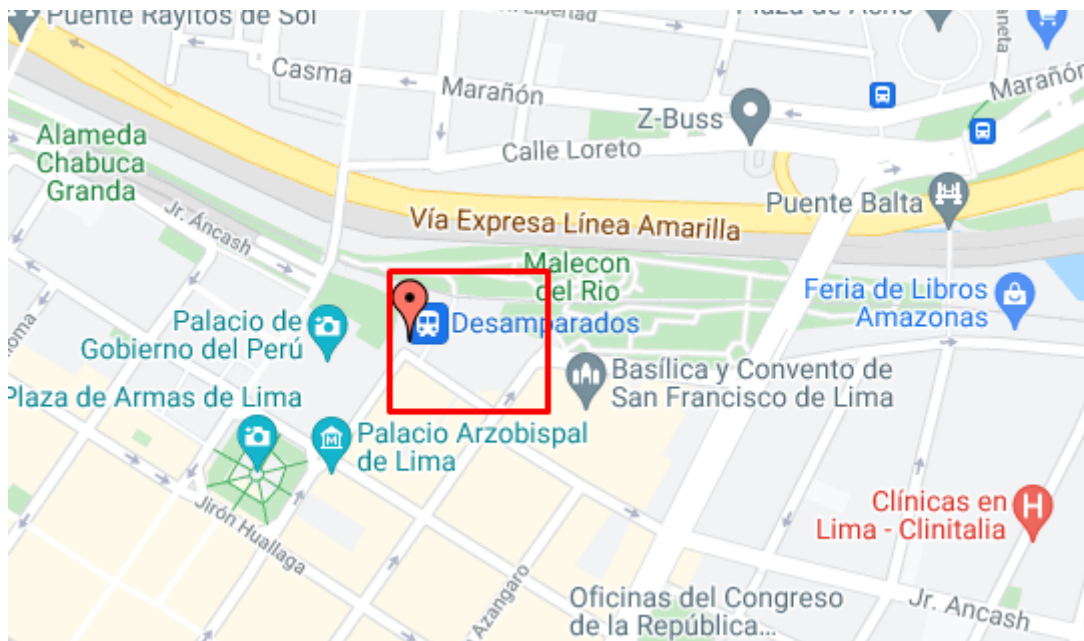 Puente Rayitos de Sol
Libertad
Plaza de Acho
Casma
Marañón
Marañón
Z-Buss
Calle Loreto
Alameda
Chabuca
Granda
Puente Balta
Jr. Áncash
Vía Expresa Línea Amarilla
Malecon
del Rio
Feria de Libros
Amazonas
Palacio de
Gobierno del Perú
Desamparados
Basílica y Convento de
San Francisco de Lima
Plaza de Armas de Lima
Palacio Arzobispal
de Lima
Jirón Huallaga
Clínicas en
Lima - Clinitalia
Azangaro
Oficinas del Congreso
de la República...
Jr. Ancash